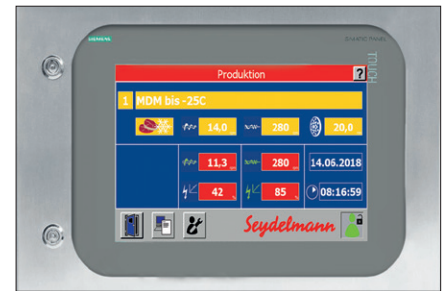 SIEMENS SIMATIC PANEL
TOUCH
Produktion ?
1 MDM bis -25C
14,0 280 20,0
11,3 280 14.06.2018
42 85 08:16:59
Seydelmann